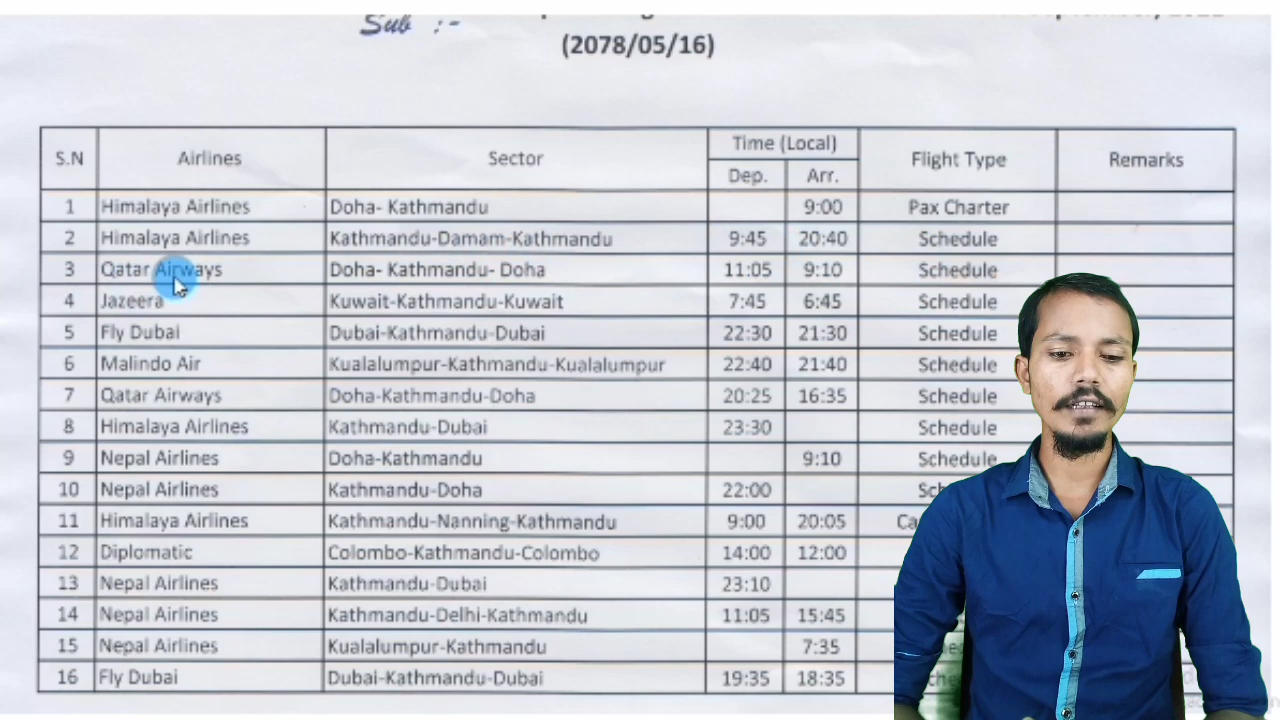 Sub :-
(2078/05/16)
S.N Airlines Sector Time (Local) Flight Type Remarks
Dep. Arr.
1 Himalaya Airlines Doha- Kathmandu 9:00 Pax Charter
2 Himalaya Airlines Kathmandu-Damam-Kathmandu 9:45 20:40 Schedule
3 Qatar Airways Doha- Kathmandu- Doha 11:05 9:10 Schedule
4 Jazeera Kuwait-Kathmandu-Kuwait 7:45 6:45 Schedule
5 Fly Dubai Dubai-Kathmandu-Dubai 22:30 21:30 Schedule
6 Malindo Air Kualalumpur-Kathmandu-Kualalumpur 22:40 21:40 Schedule
7 Qatar Airways Doha-Kathmandu-Doha 20:25 16:35 Schedule
8 Himalaya Airlines Kathmandu-Dubai 23:30 Schedule
9 Nepal Airlines Doha-Kathmandu 9:10 Schedule
10 Nepal Airlines Kathmandu-Doha 22:00
11 Himalaya Airlines Kathmandu-Nanning-Kathmandu 9:00 20:05
12 Diplomatic Colombo-Kathmandu-Colombo 14:00 12:00
13 Nepal Airlines Kathmandu-Dubai 23:10
14 Nepal Airlines Kathmandu-Delhi-Kathmandu 11:05 15:45
15 Nepal Airlines Kualalumpur-Kathmandu 7:35
16 Fly Dubai Dubai-Kathmandu-Dubai 19:35 18:35